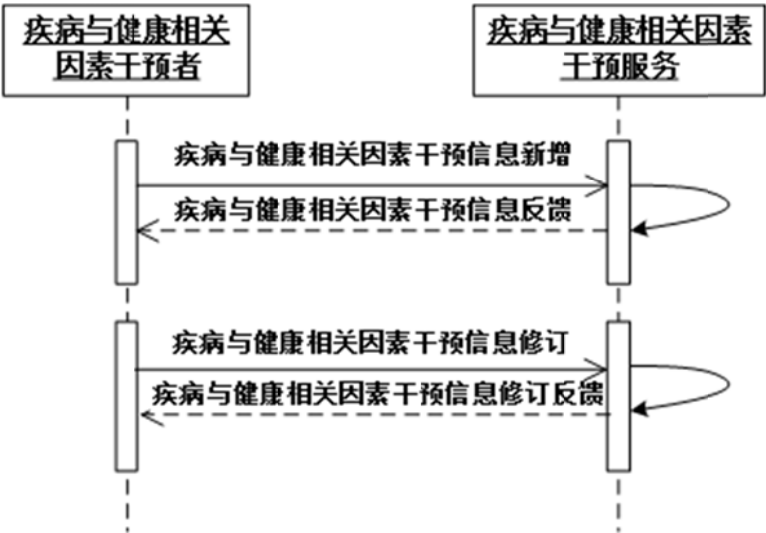 疾病与健康相关
因素干预者
疾病与健康相关因素
干预服务
疾病与健康相关因素干预信息新增
疾病与健康相关因素干预信息反馈
疾病与健康相关因素干预信息修订
疾病与健康相关因素干预信息修订反馈